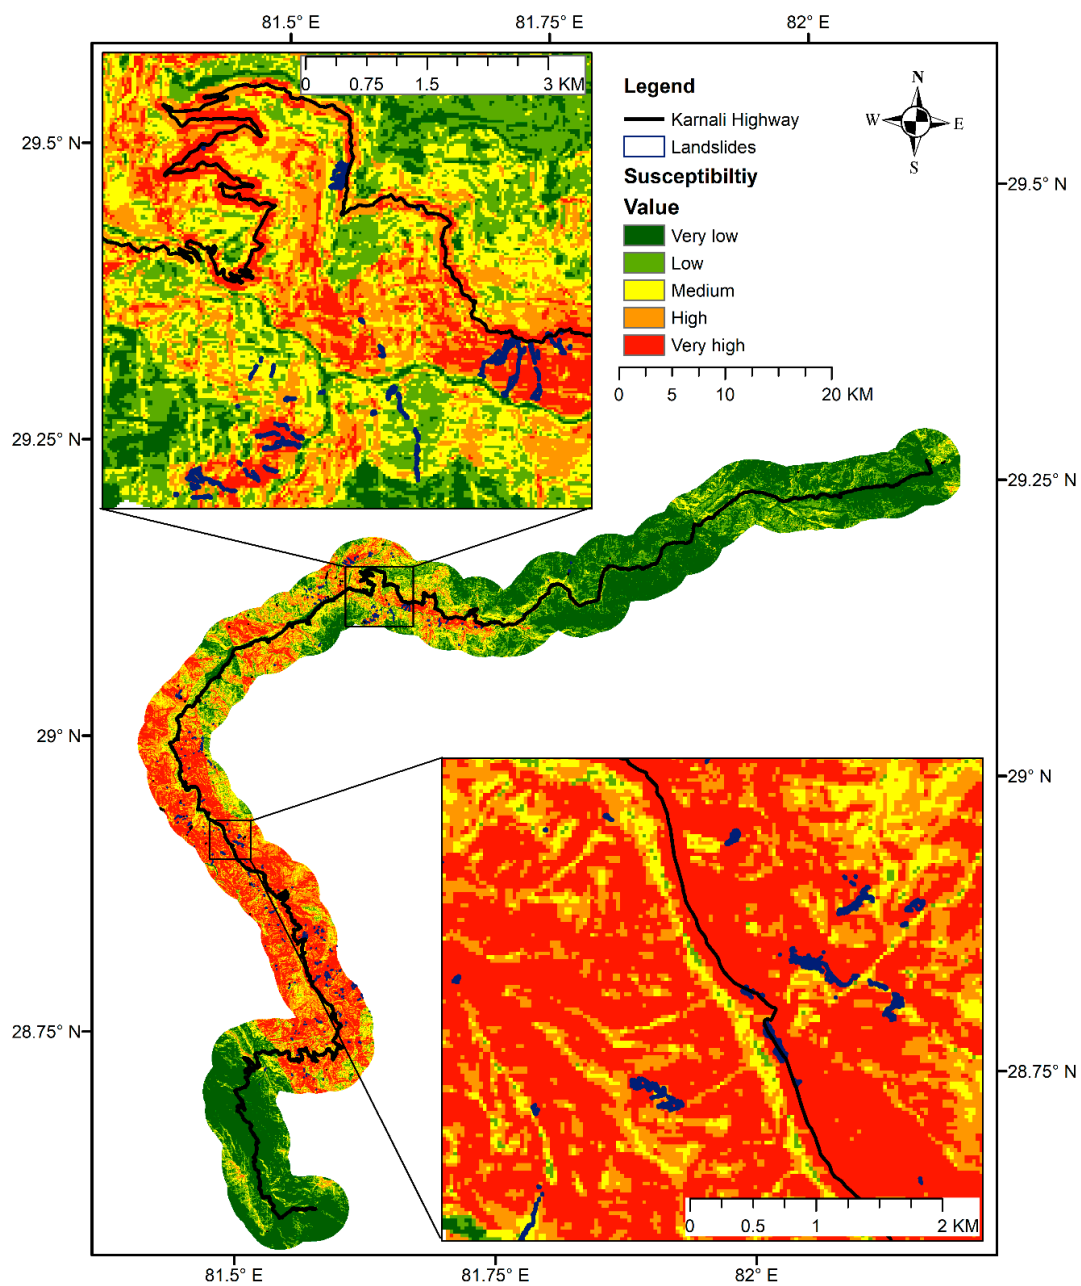 81.5° E 81.75° E 82° E
0 0.75 1.5 3 KM
Legend
Karnali Highway
Landslides
Susceptibiltiy
Value
Very low
Low
Medium
High
Very high
0 5 10 20 KM
N
W E
S
29.5° N
29.5° N
29.25° N
29.25° N
29° N
29° N
28.75° N
28.75° N
0 0.5 1 2 KM
81.5° E 81.75° E 82° E